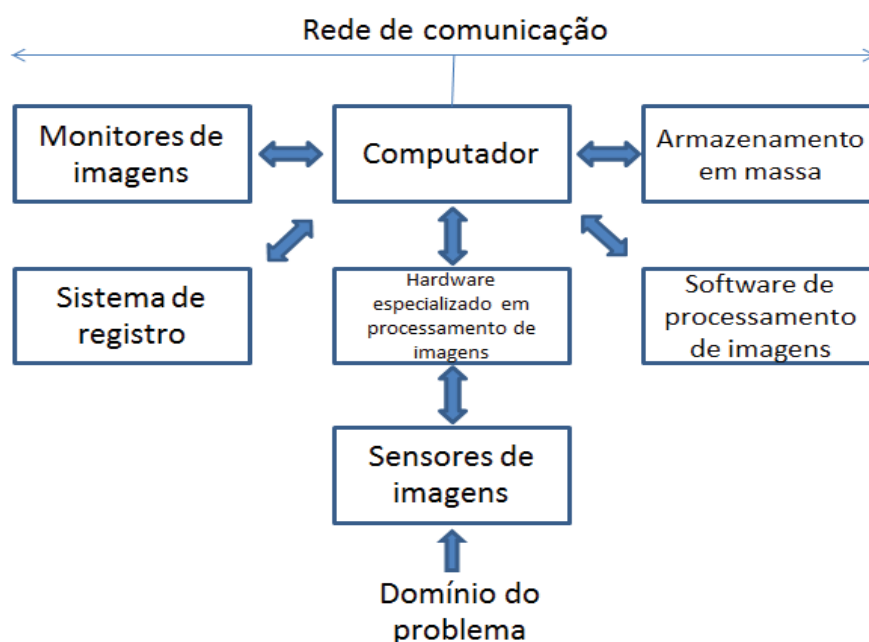 Rede de comunicação
Monitores de
imagens
Computador
Armazenamento
em massa
Sistema de
registro
Hardware
especializado em
processamento de
imagens
Software de
processamento
de imagens
Sensores de
imagens
Domínio do
problema